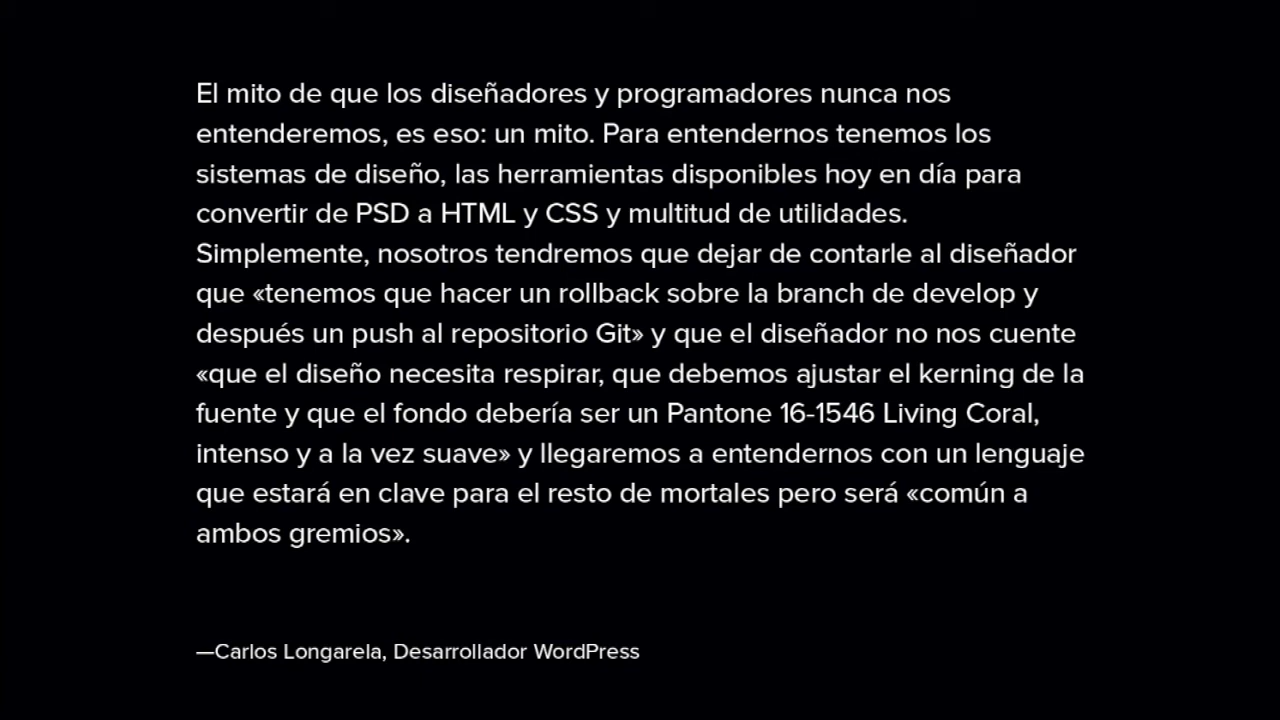 El mito de que los diseñadores y programadores nunca nos
entenderemos, es eso: un mito. Para entendernos tenemos los
sistemas de diseño, las herramientas disponibles hoy en día para
convertir de PSD a HTML y CSS y multitud de utilidades.
Simplemente, nosotros tendremos que dejar de contarle al diseñador
que «tenemos que hacer un rollback sobre la branch de develop y
después un push al repositorio Git» y que el diseñador no nos cuente
«que el diseño necesita respirar, que debemos ajustar el kerning de la
fuente y que el fondo debería ser un Pantone 16-1546 Living Coral,
intenso y a la vez suave» y llegaremos a entendernos con un lenguaje
que estará en clave para el resto de mortales pero será «común a
ambos gremios».
—Carlos Longarela, Desarrollador WordPress